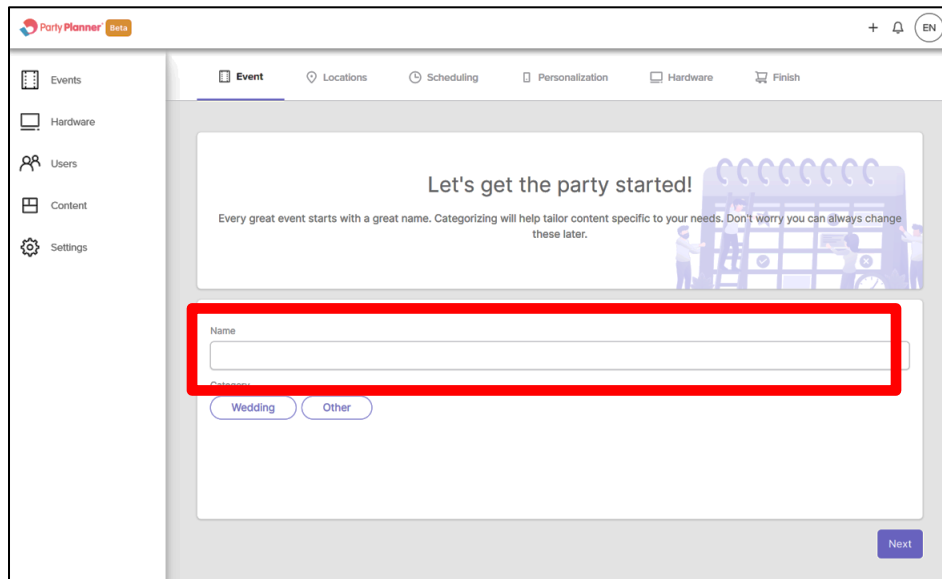 Party Planner Beta
EN
Events
Hardware
Users
Content
Settings
Event Locations Scheduling Personalization Hardware Finish
Let's get the party started!
Every great event starts with a great name. Categorizing will help tailor content specific to your needs. Don't worry you can always change
these later.
Name
Category
Wedding Other
Next